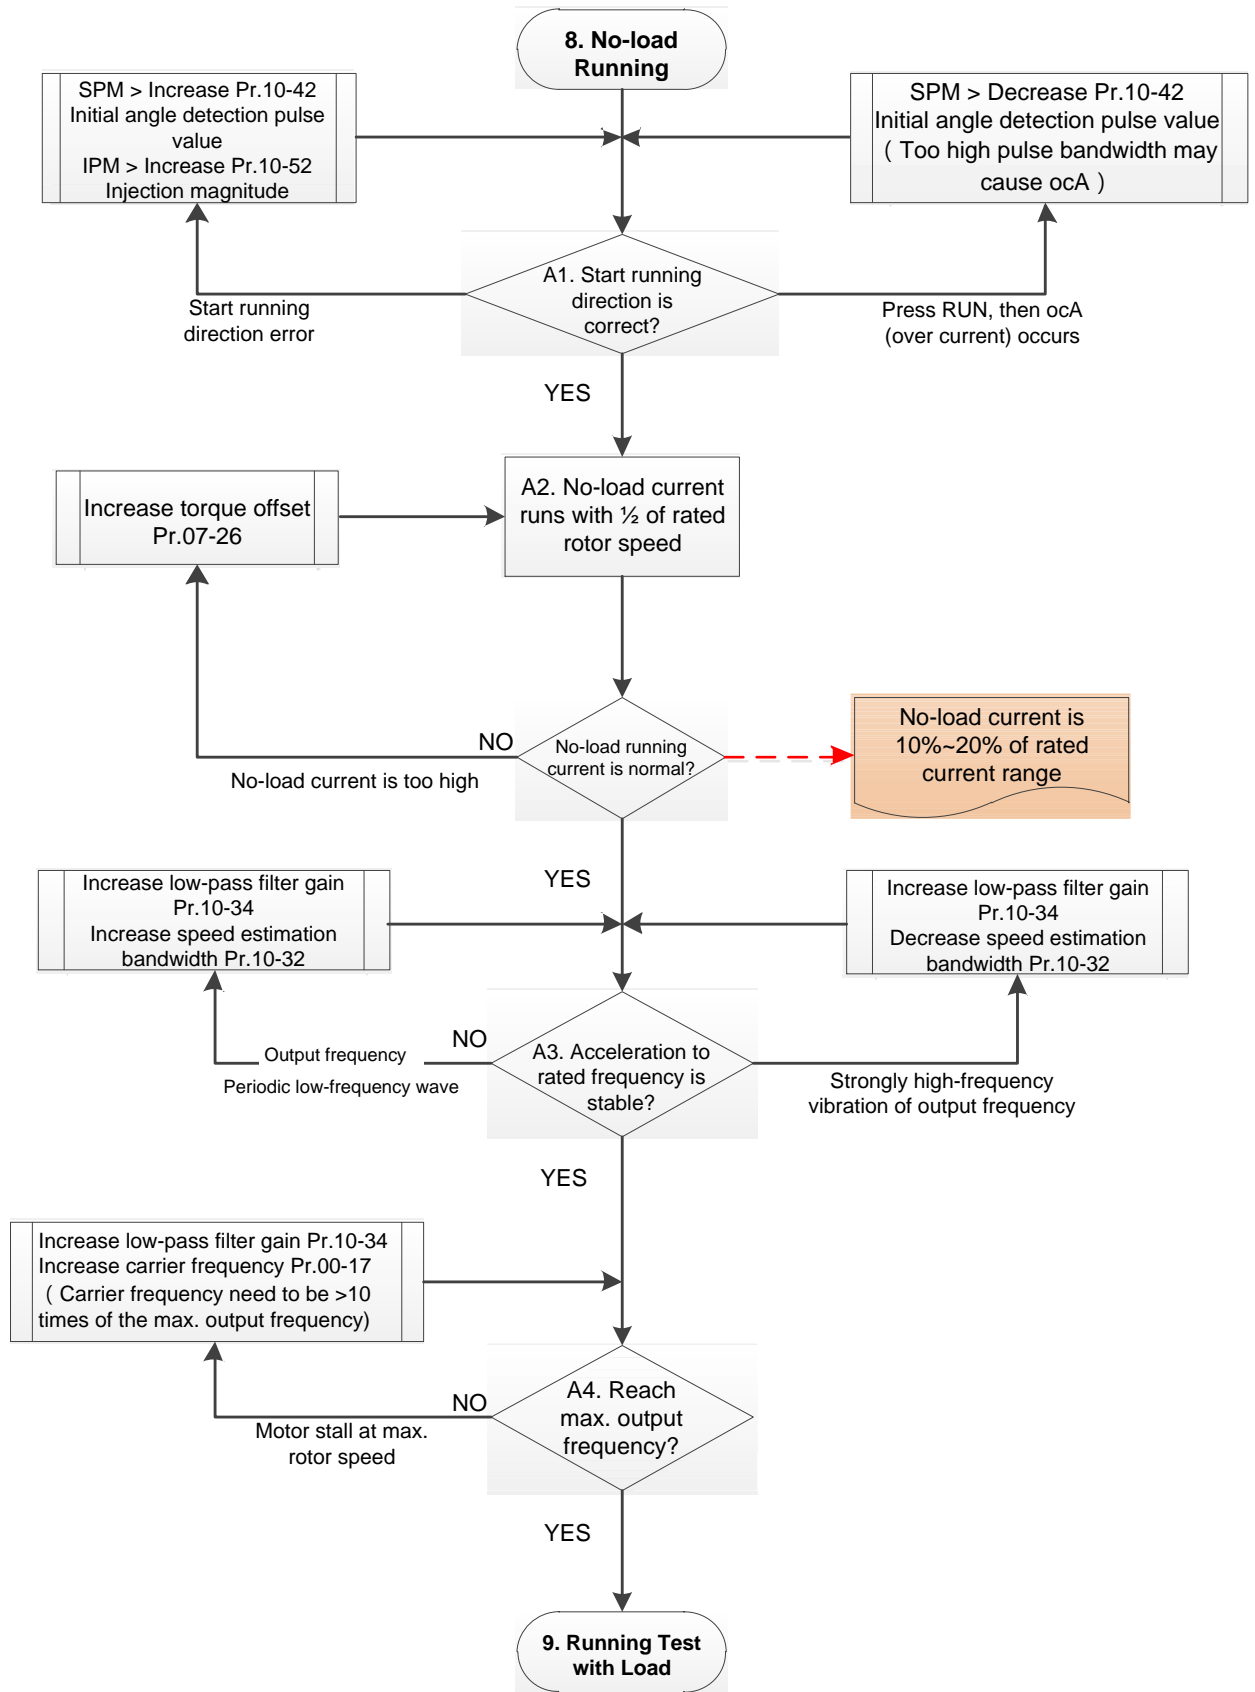 8. No-load
Running
SPM > Increase Pr.10-42
Initial angle detection pulse
value
IPM > Increase Pr.10-52
Injection magnitude
SPM > Decrease Pr.10-42
Initial angle detection pulse value
( Too high pulse bandwidth may
cause ocA )
A1. Start running
direction is
correct?
Start running
direction error
Press RUN, then ocA
(over current) occurs
YES
Increase torque offset
Pr.07-26
A2. No-load current
runs with ½ of rated
rotor speed
No-load running
current is normal?
NO
No-load current is too high
No-load current is
10%~20% of rated
current range
YES
Increase low-pass filter gain
Pr.10-34
Increase speed estimation
bandwidth Pr.10-32
Increase low-pass filter gain
Pr.10-34
Decrease speed estimation
bandwidth Pr.10-32
NO
Output frequency
Periodic low-frequency wave
A3. Acceleration to
rated frequency is
stable?
Strongly high-frequency
vibration of output frequency
YES
Increase low-pass filter gain Pr.10-34
Increase carrier frequency Pr.00-17
( Carrier frequency need to be >10
times of the max. output frequency)
NO
Motor stall at max.
rotor speed
A4. Reach
max. output
frequency?
YES
9. Running Test
with Load